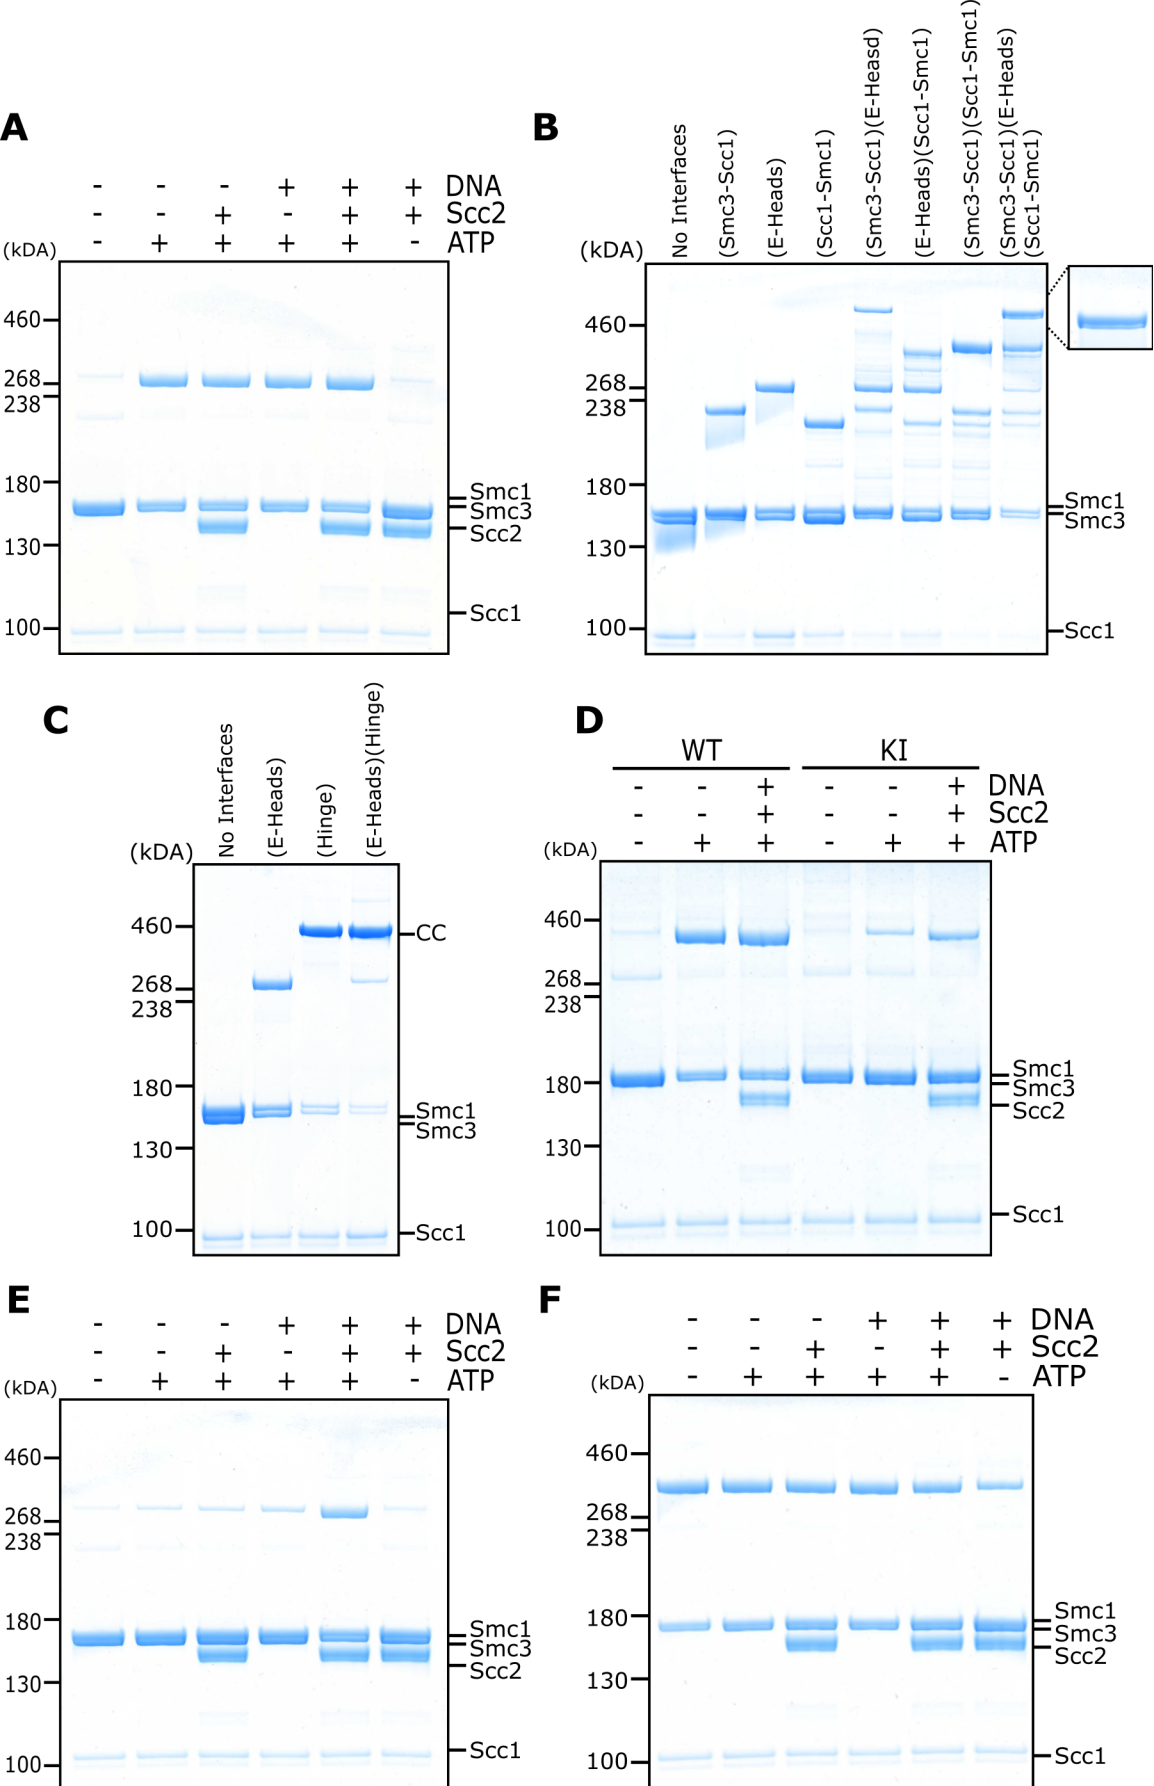 A
- - - + + + DNA
- - + - + + Scc2
- + + + + - ATP
(kDA)
460
268
238
180
130
100
Smc1
Smc3
Scc2
Scc1
B
No Interfaces
(Smc3-Scc1)
(E-Heads)
(Scc1-Smc1)
(Smc3-Scc1)(E-Heasd)
(E-Heads)(Scc1-Smc1)
(Smc3-Scc1)(Scc1-Smc1)
(Smc3-Scc1)(E-Heads)
(Scc1-Smc1)
(kDA)
460
268
238
180
130
100
Smc1
Smc3
Scc1
C
No Interfaces
(E-Heads)
(Hinge)
(E-Heads)(Hinge)
(kDA)
460
268
238
180
130
100
CC
Smc1
Smc3
Scc1
D
WT KI
- - + - - + DNA
- - + - - + Scc2
- + + - + + ATP
(kDA)
460
268
238
180
130
100
Smc1
Smc3
Scc2
Scc1
E
- - - + + + DNA
- - + - + + Scc2
- + + + + - ATP
(kDA)
460
268
238
180
130
100
Smc1
Smc3
Scc2
Scc1
F
- - - + + + DNA
- - + - + + Scc2
- + + + + - ATP
(kDA)
460
268
238
180
130
100
Smc1
Smc3
Scc2
Scc1